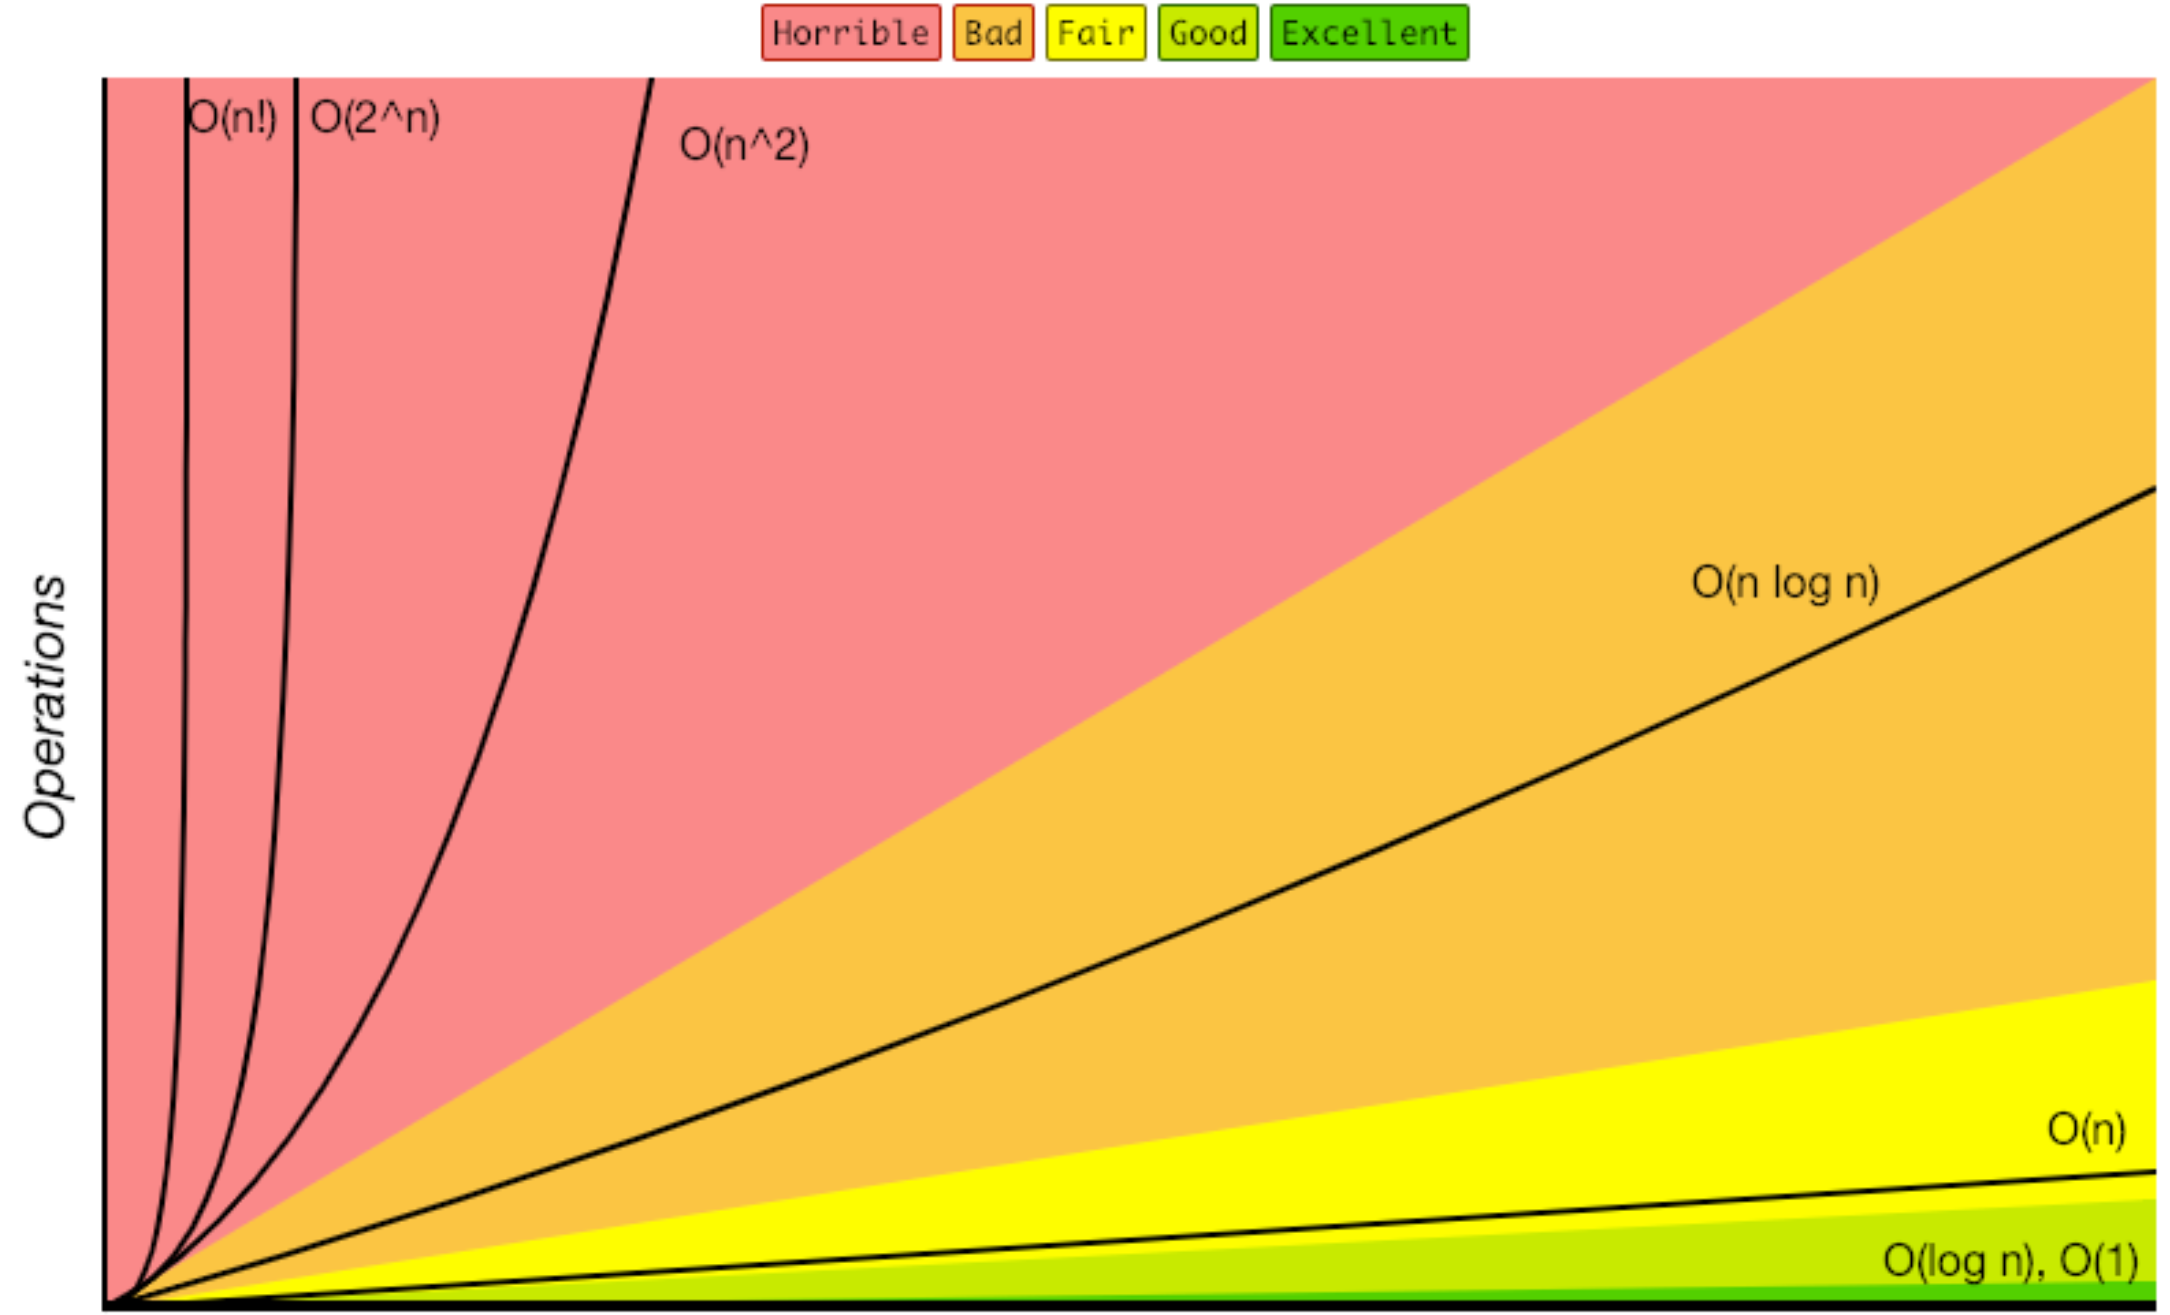 Horrible Bad Fair Good Excellent
O(n!) O(2^n)
O(n^2)
O(n log n)
Operations
O(n)
O(log n), O(1)